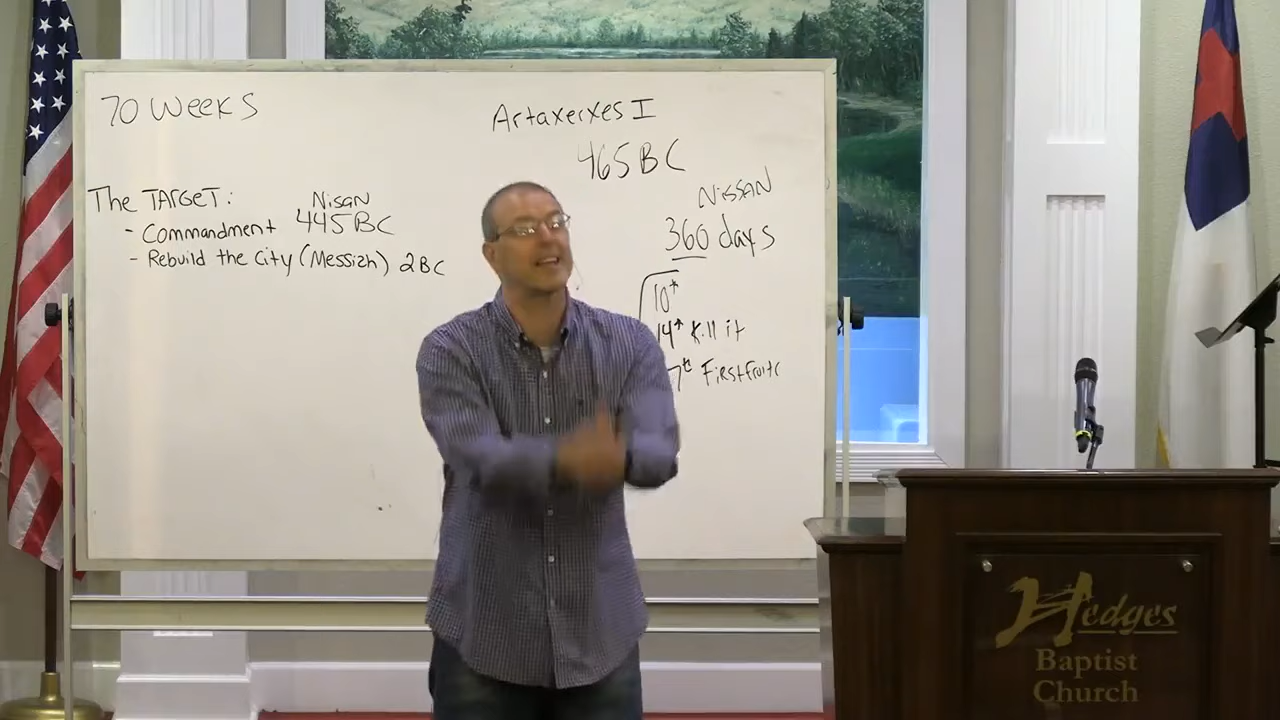 70 Weeks
The TARGET:
Nisan
- Commandment 445 BC
- Rebuild the City (Messiah) 2 BC
Artaxerxes I
465 BC
Nissan
360 days
10th
14th Kill it
7th Firstfruits
Hedges
Baptist
Church